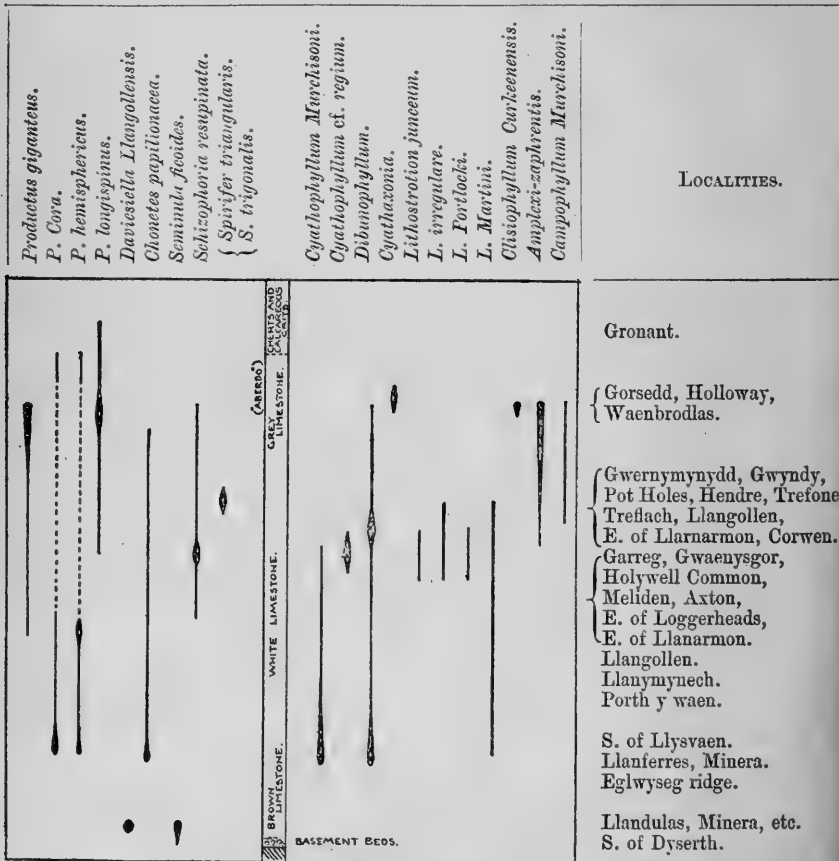 Productus giganteus.
P. Cora.
P. hemisphericus.
P. longispinus.
Daviesiella Llangollensis.
Chonetes papilionacea.
Seminula ficoides.
Schizophoria resupinata.
{ Spirifer triangularis.
{ S. trigonalis.
Cyathophyllum Murchisoni.
Cyathophyllum cf. regium.
Dibunophyllum.
Cyathaxonia.
Lithostrotion junceum.
L. irregulare.
L. Portlocki.
L. Martini.
Clisiophyllum Curkeenensis.
Amplexi-zaphrentis.
Campophyllum Murchisoni.
LOCALITIES.
CHERTS AND
CALCAREOUS
GRITS.
(ABERDO)
GREY
LIMESTONE.
WHITE LIMESTONE.
BROWN
LIMESTONE.
BASEMENT BEDS.
Gronant.
{ Gorsedd, Holloway,
{ Waenbrodlas.
Gwernymynydd, Gwyndy,
Pot Holes, Hendre, Trefone
Treflach, Llangollen,
E. of Llarnarmon, Corwen.
Garreg, Gwaenysgor,
Holywell Common,
Meliden, Axton,
E. of Loggerheads,
E. of Llanarmon.
Llangollen.
Llanymynech.
Porth y waen.
S. of Llysvaen.
Llanferres, Minera.
Eglwyseg ridge.
Llandulas, Minera, etc.
S. of Dyserth.